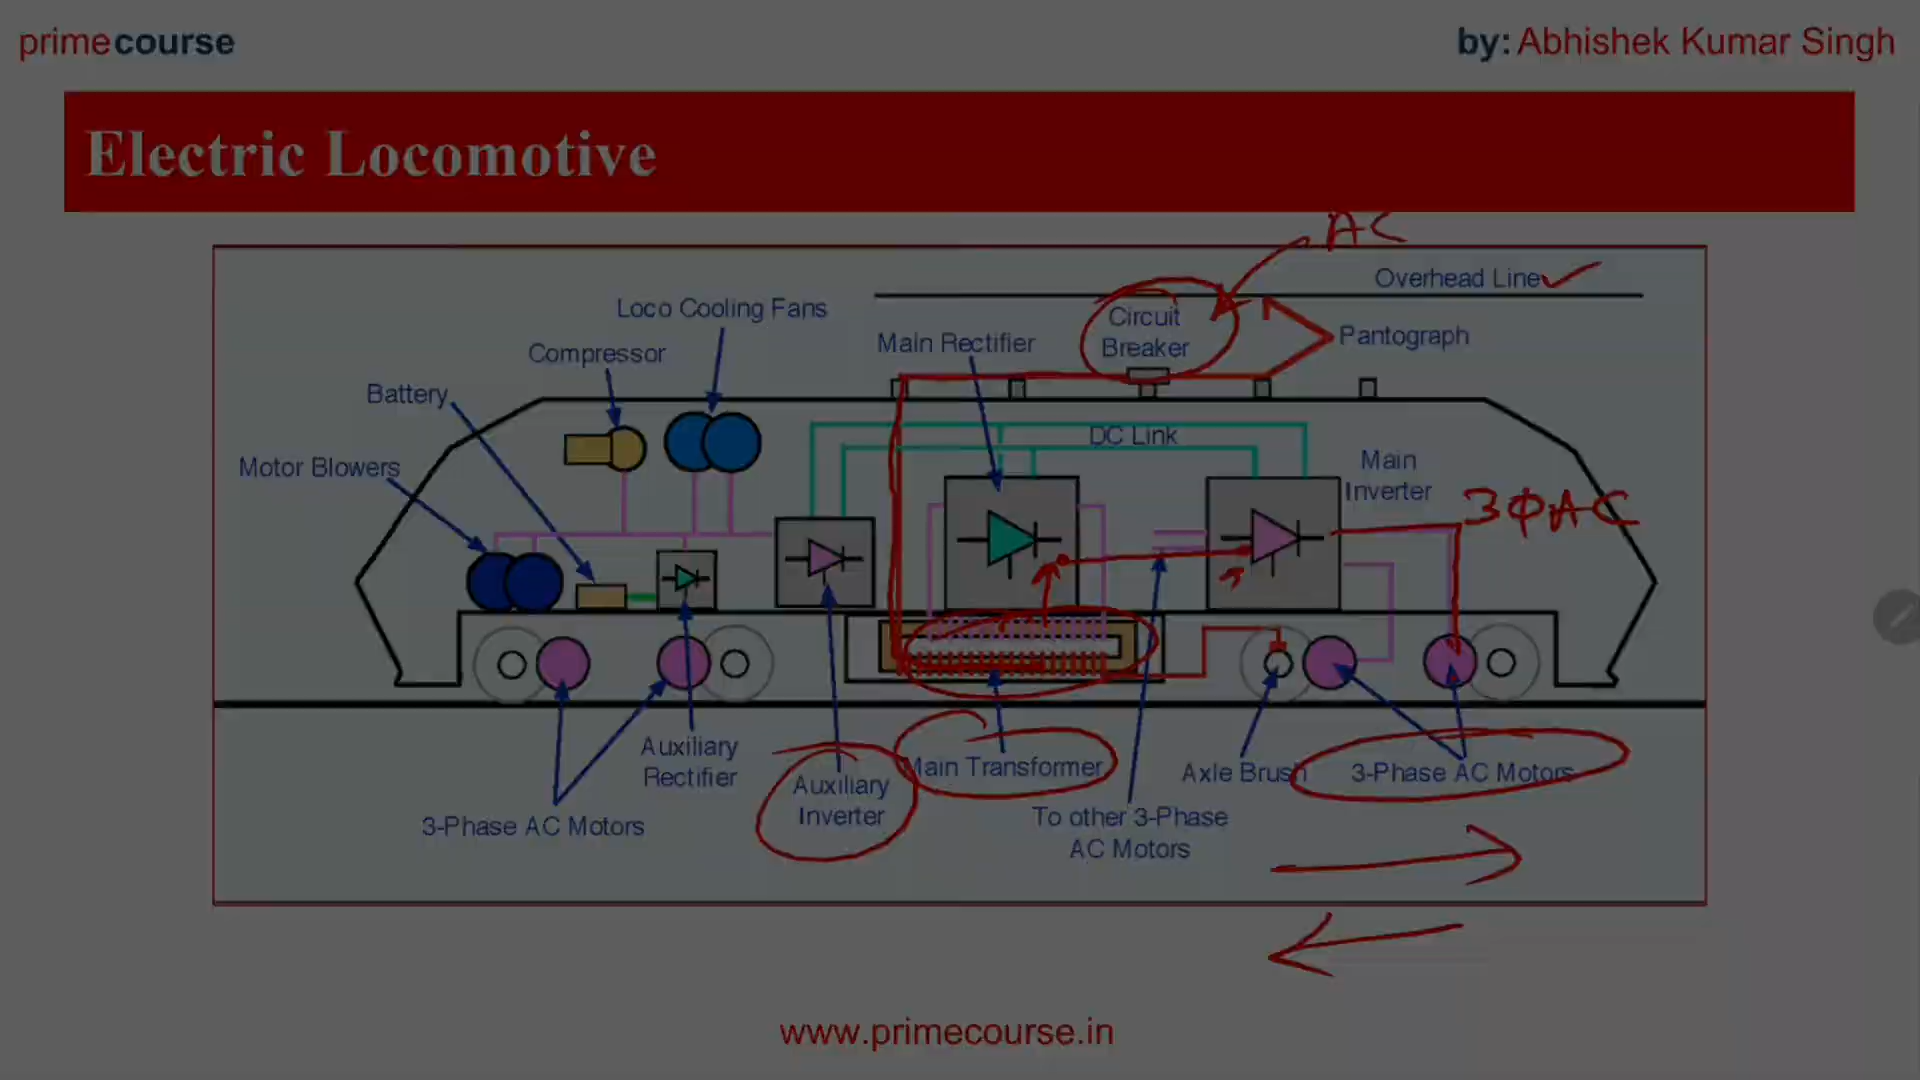 primecourse
by: Abhishek Kumar Singh
Electric Locomotive
AC
Overhead Line
Loco Cooling Fans
Circuit
Breaker
Pantograph
Main Rectifier
Compressor
Battery
DC Link
Motor Blowers
Main
Inverter
3ΦAC
Auxiliary
Rectifier
Auxiliary
Inverter
Main Transformer
Axle Brush
3-Phase AC Motors
3-Phase AC Motors
To other 3-Phase
AC Motors
www.primecourse.in